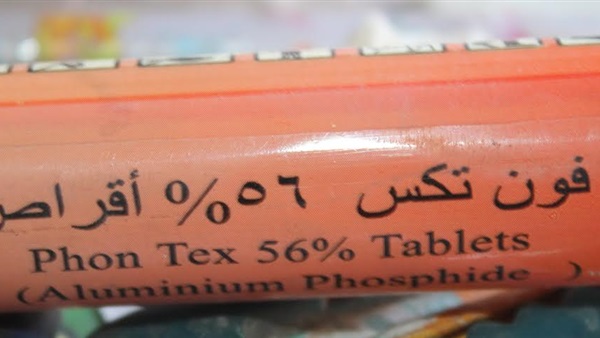 فون تكس ٥٦% أقراص
Phon Tex 56% Tablets
(Aluminium Phosphide )